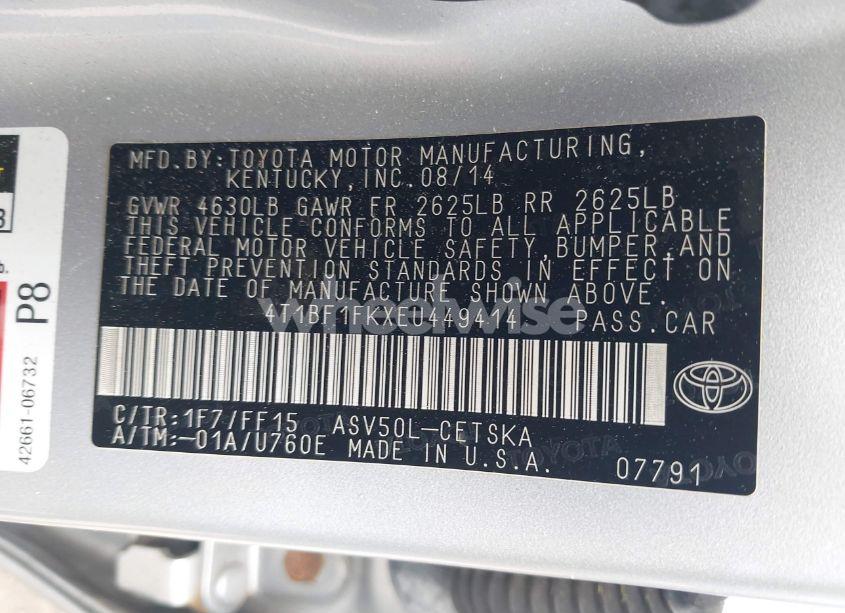 MFD.BY:TOYOTA MOTOR MANUFACTURING,
KENTUCKY,INC.08/14
GVWR 4630LB GAWR FR 2625LB RR 2625LB
THIS VEHICLE CONFORMS TO ALL APPLICABLE
FEDERAL MOTOR VEHICLE SAFETY,BUMPER,AND
THEFT PREVENTION STANDARDS IN EFFECT ON
THE DATE OF MANUFACTURE SHOWN ABOVE.
4T1BF1FKXEU449414 PASS.CAR
C/TR:1F7/FF15 ASV50L-CETSKA
A/TM:-01A/U760E MADE IN U.S.A.
07791
P8
42661-06732
wheelwise
TOYOTA